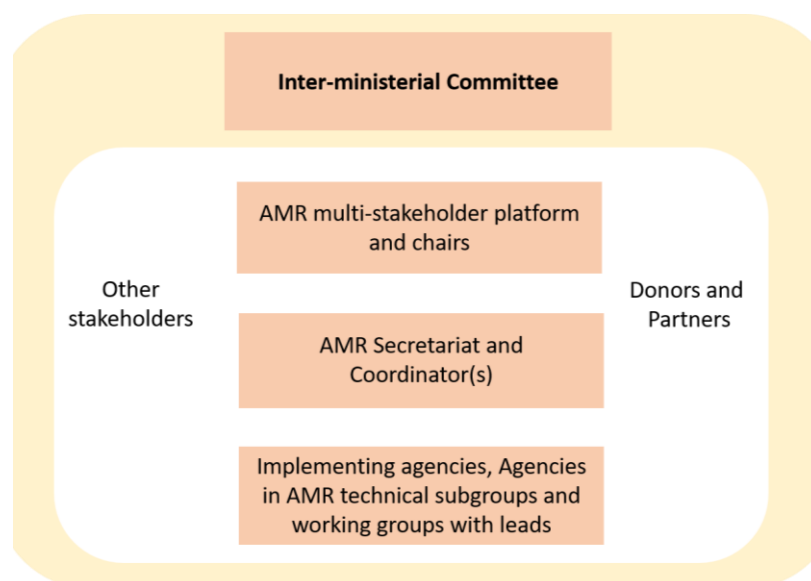 Inter-ministerial Committee
AMR multi-stakeholder platform
and chairs
Other
stakeholders
Donors and
Partners
AMR Secretariat and
Coordinator(s)
Implementing agencies, Agencies
in AMR technical subgroups and
working groups with leads